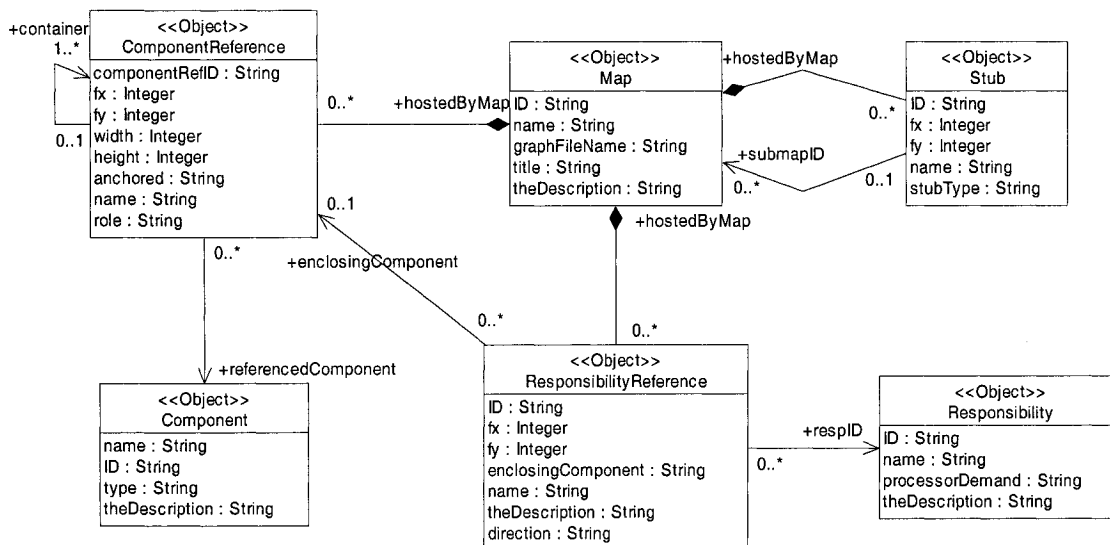 +container
1..*
0..1
<<Object>>
ComponentReference
componentRefID : String
fx : Integer
fy : Integer
width : Integer
height : Integer
anchored : String
name : String
role : String
0..*
+hostedByMap
<<Object>>
Map
ID : String
name : String
graphFileName : String
title : String
theDescription : String
+hostedByMap
0..*
+submapID
0..*
0..1
<<Object>>
Stub
ID : String
fx : Integer
fy : Integer
name : String
stubType : String
+hostedByMap
0..*
0..1
+enclosingComponent
0..*
0..*
+referencedComponent
<<Object>>
Component
name : String
ID : String
type : String
theDescription : String
<<Object>>
ResponsibilityReference
ID : String
fx : Integer
fy : Integer
enclosingComponent : String
name : String
theDescription : String
direction : String
+respID
0..*
<<Object>>
Responsibility
ID : String
name : String
processorDemand : String
theDescription : String